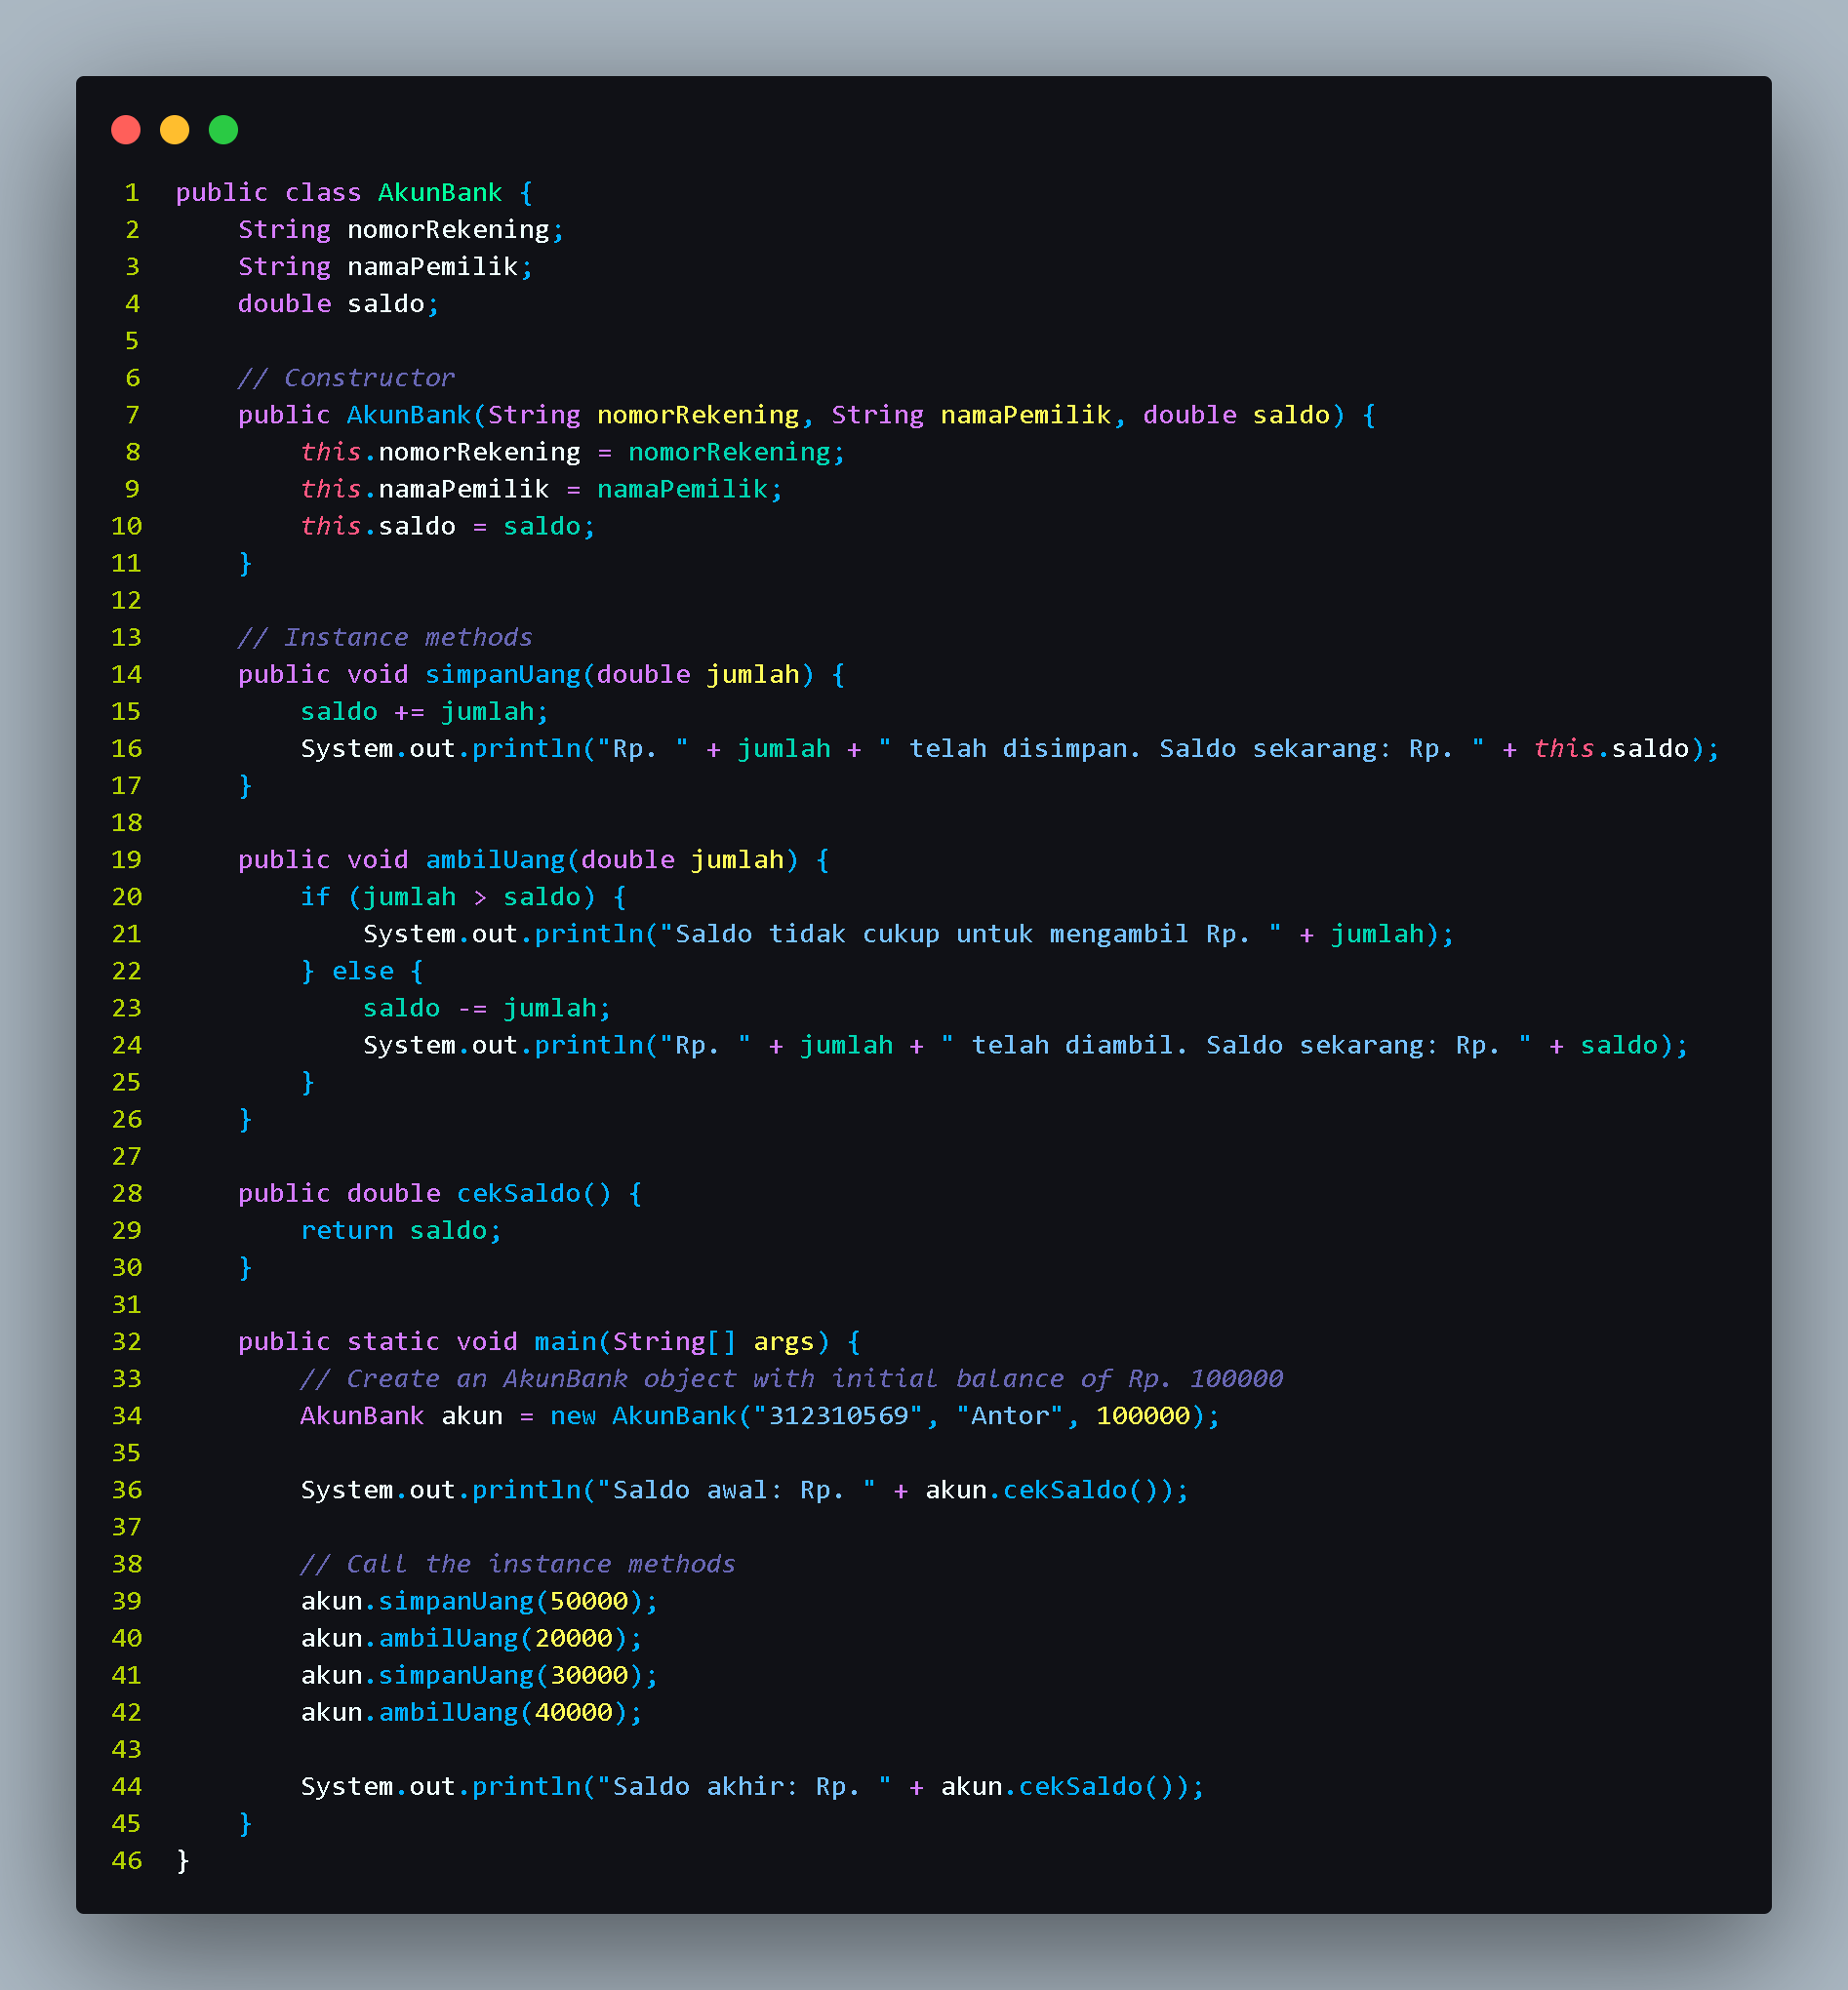 1 public class AkunBank {
2     String nomorRekening;
3     String namaPemilik;
4     double saldo;
5
6     // Constructor
7     public AkunBank(String nomorRekening, String namaPemilik, double saldo) {
8         this.nomorRekening = nomorRekening;
9         this.namaPemilik = namaPemilik;
10         this.saldo = saldo;
11     }
12
13     // Instance methods
14     public void simpanUang(double jumlah) {
15         saldo += jumlah;
16         System.out.println("Rp. " + jumlah + " telah disimpan. Saldo sekarang: Rp. " + this.saldo);
17     }
18
19     public void ambilUang(double jumlah) {
20         if (jumlah > saldo) {
21             System.out.println("Saldo tidak cukup untuk mengambil Rp. " + jumlah);
22         } else {
23             saldo -= jumlah;
24             System.out.println("Rp. " + jumlah + " telah diambil. Saldo sekarang: Rp. " + saldo);
25         }
26     }
27
28     public double cekSaldo() {
29         return saldo;
30     }
31
32     public static void main(String[] args) {
33         // Create an AkunBank object with initial balance of Rp. 100000
34         AkunBank akun = new AkunBank("312310569", "Antor", 100000);
35
36         System.out.println("Saldo awal: Rp. " + akun.cekSaldo());
37
38         // Call the instance methods
39         akun.simpanUang(50000);
40         akun.ambilUang(20000);
41         akun.simpanUang(30000);
42         akun.ambilUang(40000);
43
44         System.out.println("Saldo akhir: Rp. " + akun.cekSaldo());
45     }
46 }